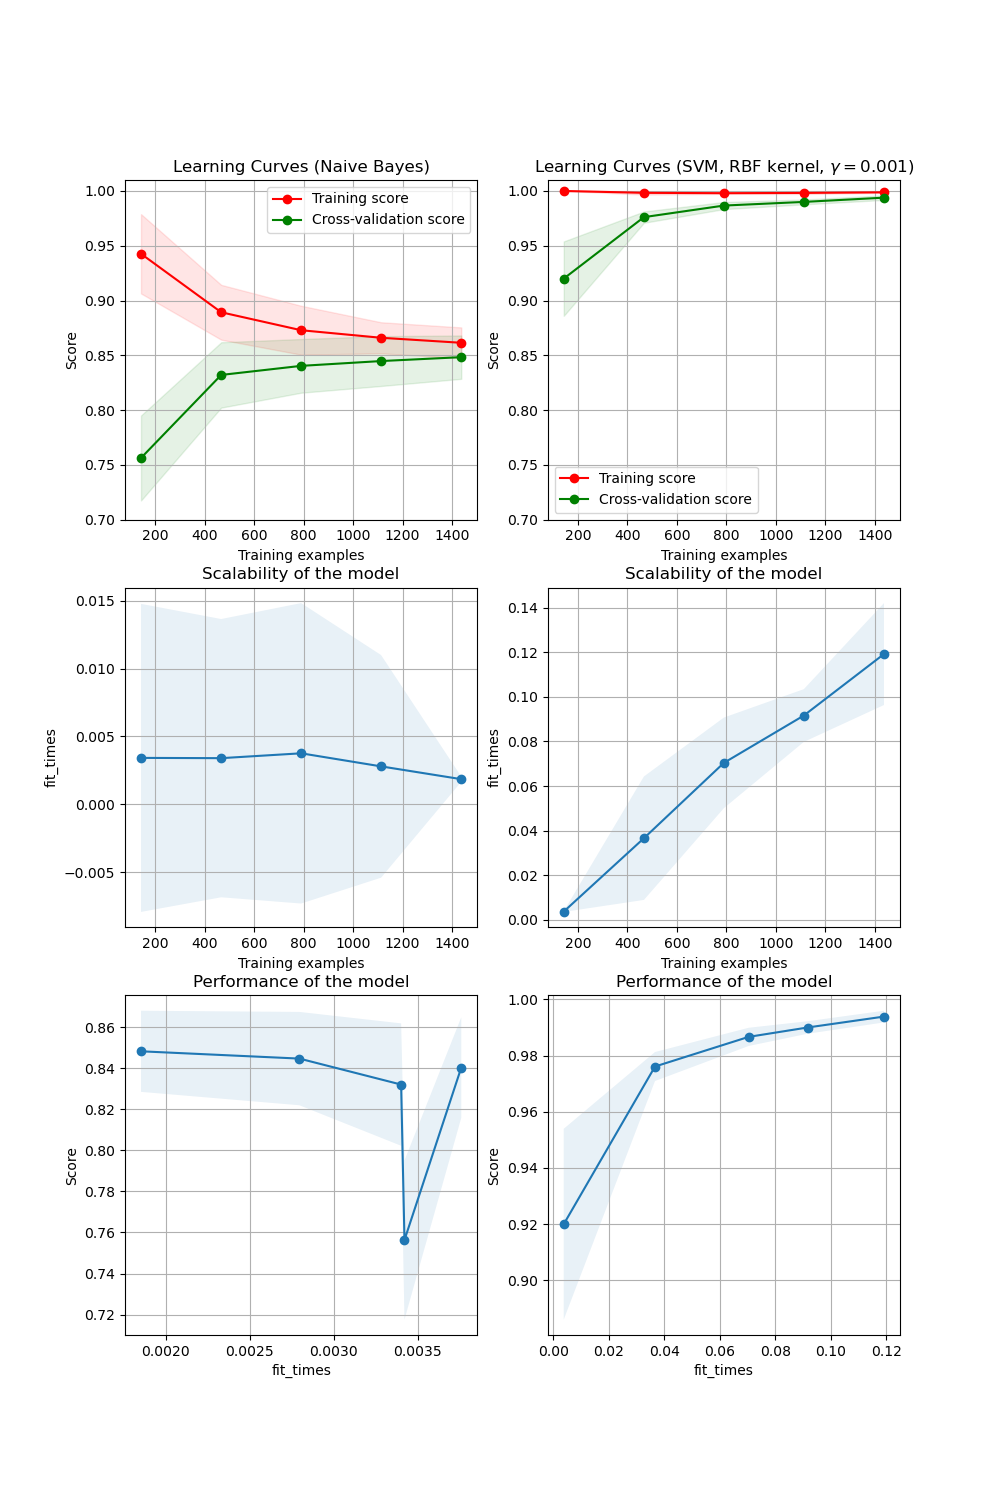 Learning Curves (Naive Bayes)
1.00
0.95
0.90
0.85
0.80
0.75
0.70
Score
Training score
Cross-validation score
200 400 600 800 1000 1200 1400
Training examples
Learning Curves (SVM, RBF kernel, γ = 0.001)
1.00
0.95
0.90
0.85
0.80
0.75
0.70
Score
Training score
Cross-validation score
200 400 600 800 1000 1200 1400
Training examples
Scalability of the model
0.015
0.010
0.005
0.000
−0.005
fit_times
200 400 600 800 1000 1200 1400
Training examples
Scalability of the model
0.14
0.12
0.10
0.08
0.06
0.04
0.02
0.00
fit_times
200 400 600 800 1000 1200 1400
Training examples
Performance of the model
0.86
0.84
0.82
0.80
0.78
0.76
0.74
0.72
Score
0.0020 0.0025 0.0030 0.0035
fit_times
Performance of the model
1.00
0.98
0.96
0.94
0.92
0.90
Score
0.00 0.02 0.04 0.06 0.08 0.10 0.12
fit_times